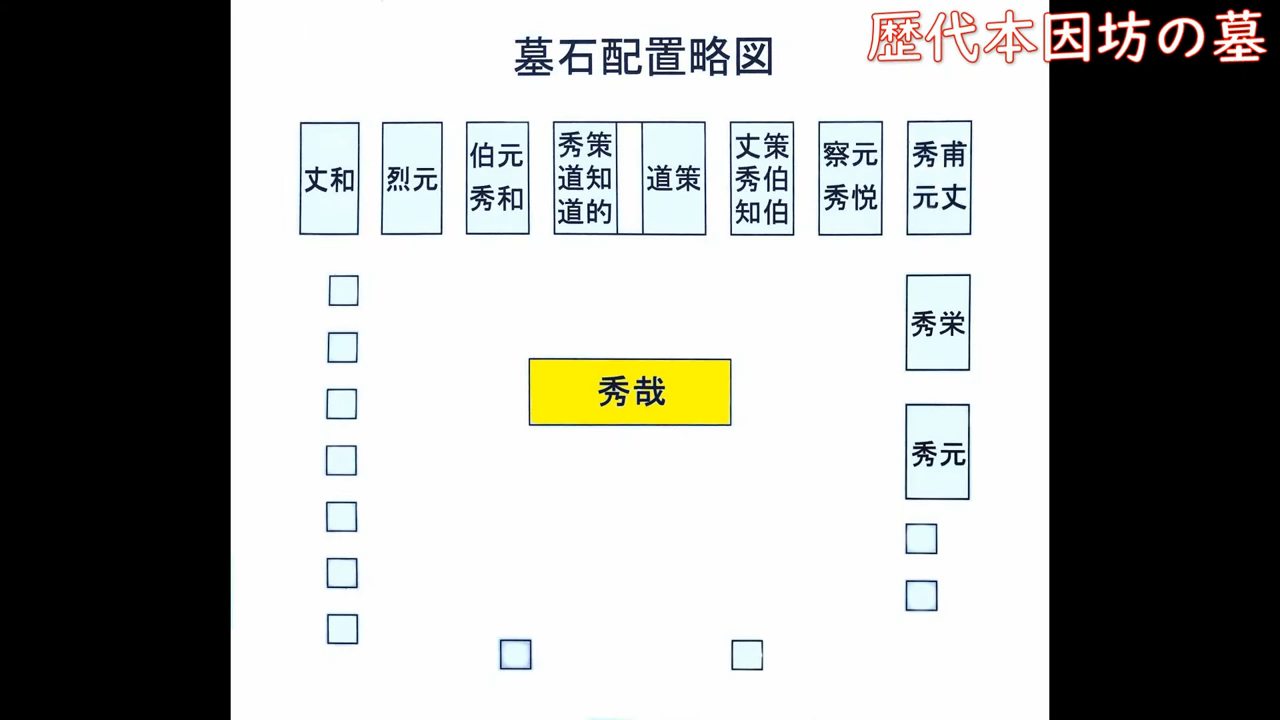 歴代本因坊の墓
墓石配置略図
丈和
烈元
伯元
秀和
秀策
道知
道的
道策
丈策
秀伯
知伯
察元
秀悦
秀甫
元丈
秀栄
秀哉
秀元